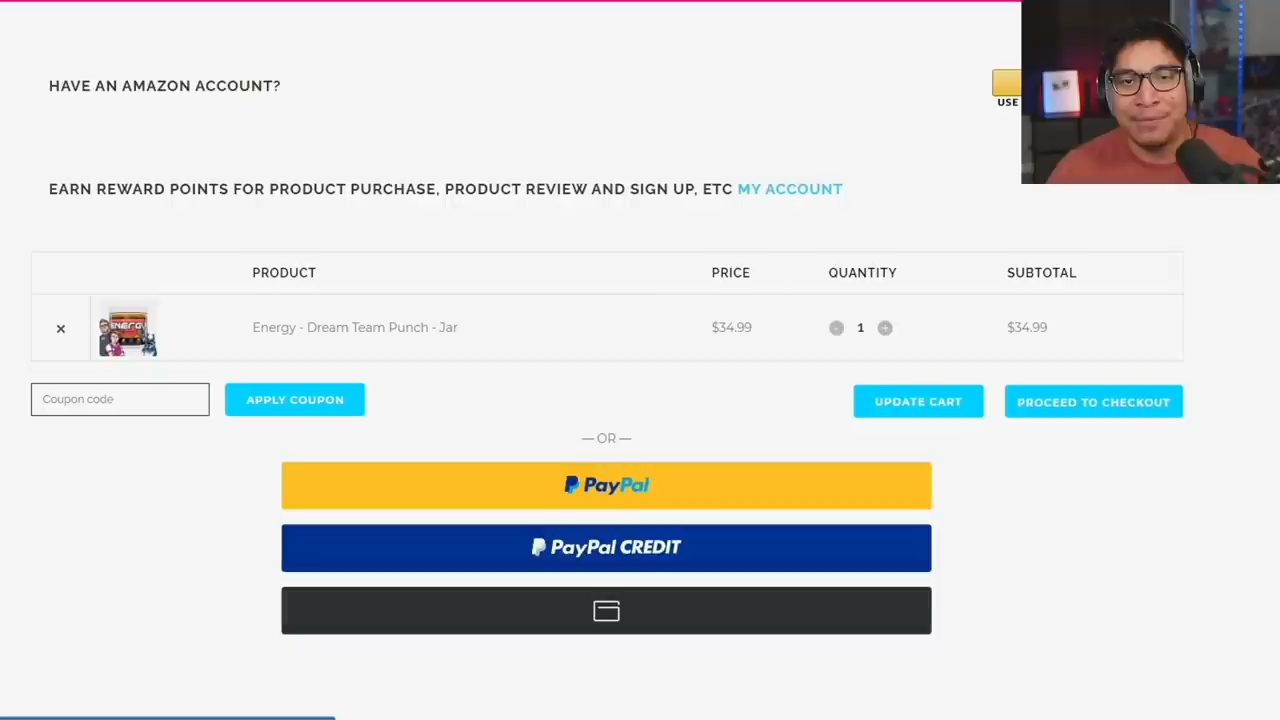 HAVE AN AMAZON ACCOUNT?
USE
EARN REWARD POINTS FOR PRODUCT PURCHASE, PRODUCT REVIEW AND SIGN UP, ETC MY ACCOUNT
PRODUCT PRICE QUANTITY SUBTOTAL
× ENERGY Energy - Dream Team Punch - Jar $34.99 - 1 + $34.99
Coupon code APPLY COUPON UPDATE CART PROCEED TO CHECKOUT
— OR —
PayPal
PayPal CREDIT